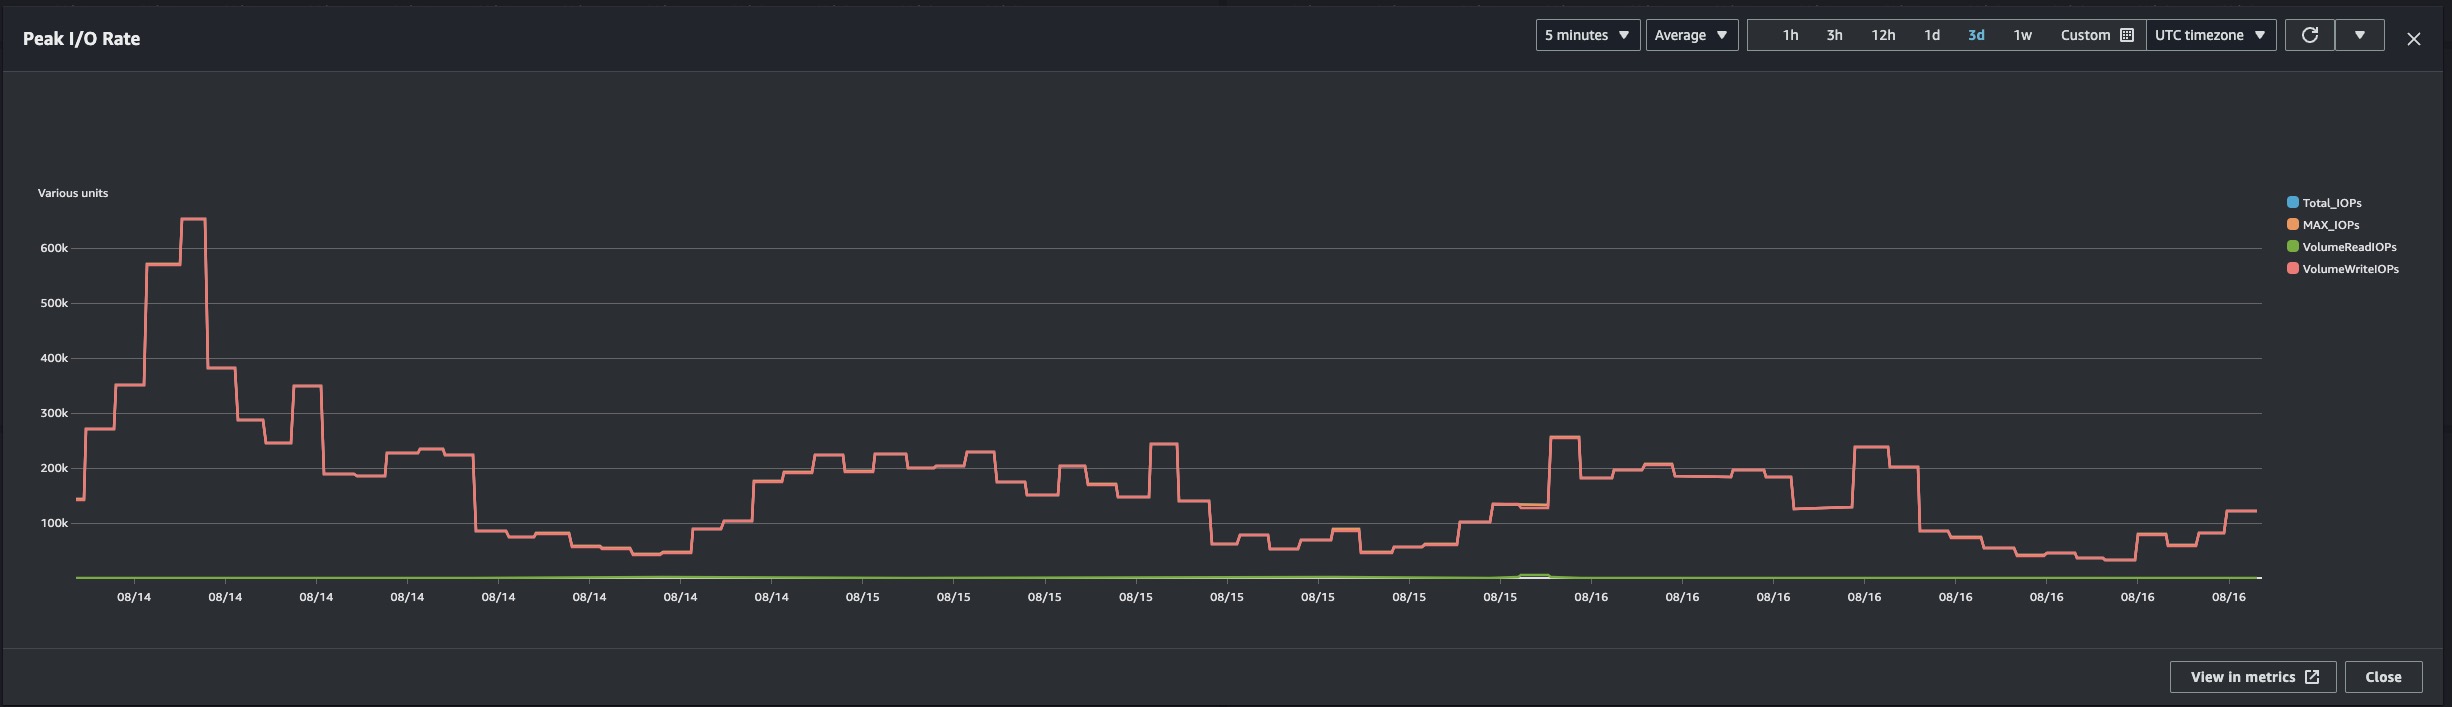 Peak I/O Rate
5 minutes ▼ Average ▼ 1h 3h 12h 1d 3d 1w Custom UTC timezone ▼
Various units
600k
500k
400k
300k
200k
100k
Total_IOPs
MAX_IOPs
VolumeReadIOPs
VolumeWriteIOPs
08/14 08/14 08/14 08/14 08/14 08/14 08/14 08/14 08/15 08/15 08/15 08/15 08/15 08/15 08/15 08/15 08/16 08/16 08/16 08/16 08/16 08/16 08/16 08/16
View in metrics Close